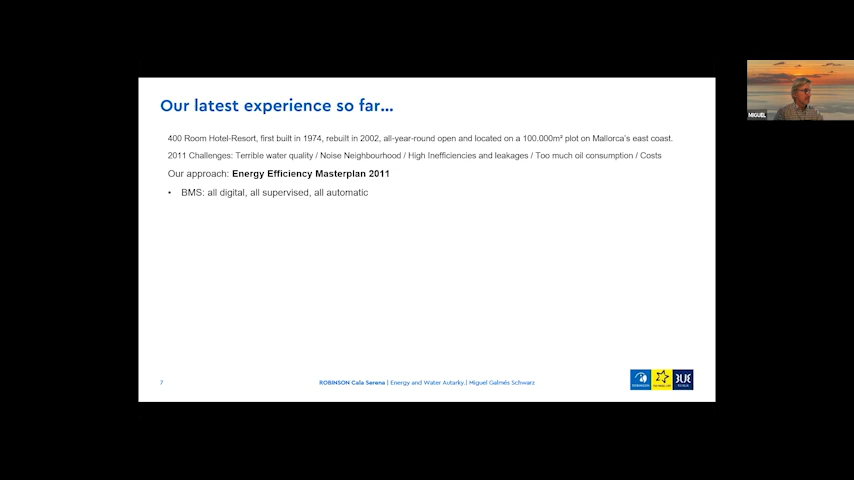 Our latest experience so far...
400 Room Hotel-Resort, first built in 1974, rebuilt in 2002, all-year-round open and located on a 100.000m² plot on Mallorca's east coast.
2011 Challenges: Terrible water quality / Noise Neighbourhood / High Inefficiencies and leakages / Too much oil consumption / Costs
Our approach: Energy Efficiency Masterplan 2011
• BMS: all digital, all supervised, all automatic
7
ROBINSON Cala Serena | Energy and Water Autarky | Miguel Galmés Schwarz
MIGUEL